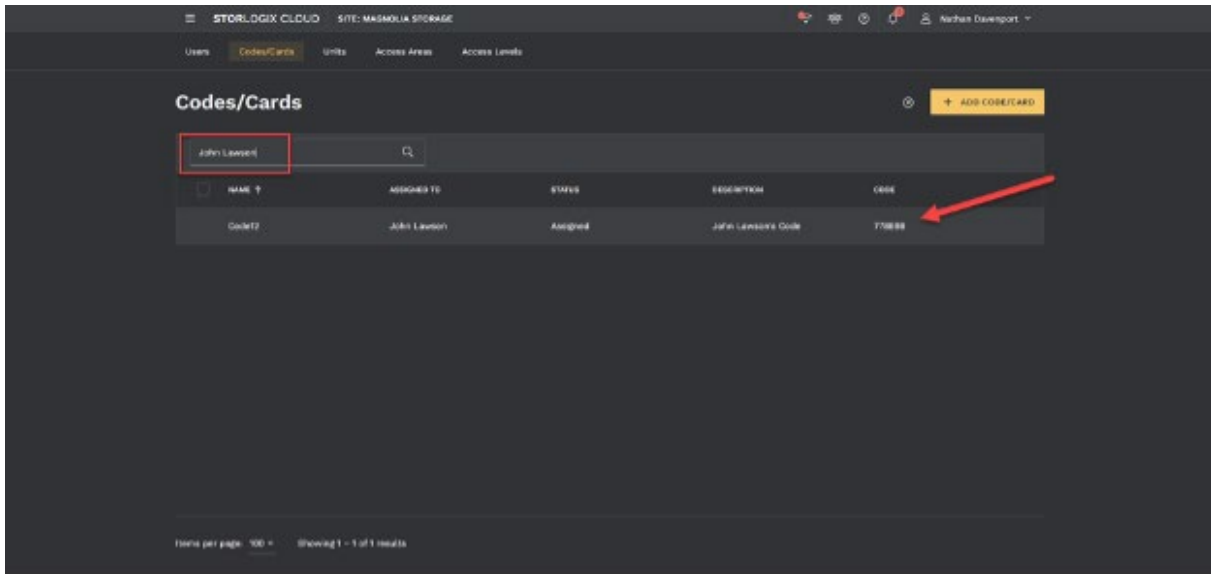 STORLOGIX CLOUD SITE: MAGNOLIA STORAGE Nathan Davenport
Users Codes/Cards Units Access Areas Access Levels
Codes/Cards + ADD CODE/CARD
John Lawson
NAME ↑ ASSIGNED TO STATUS DESCRIPTION CODE
John Lawson Assigned John Lawson's Code
Items per page: 100 Showing 1 – 1 of 1 results